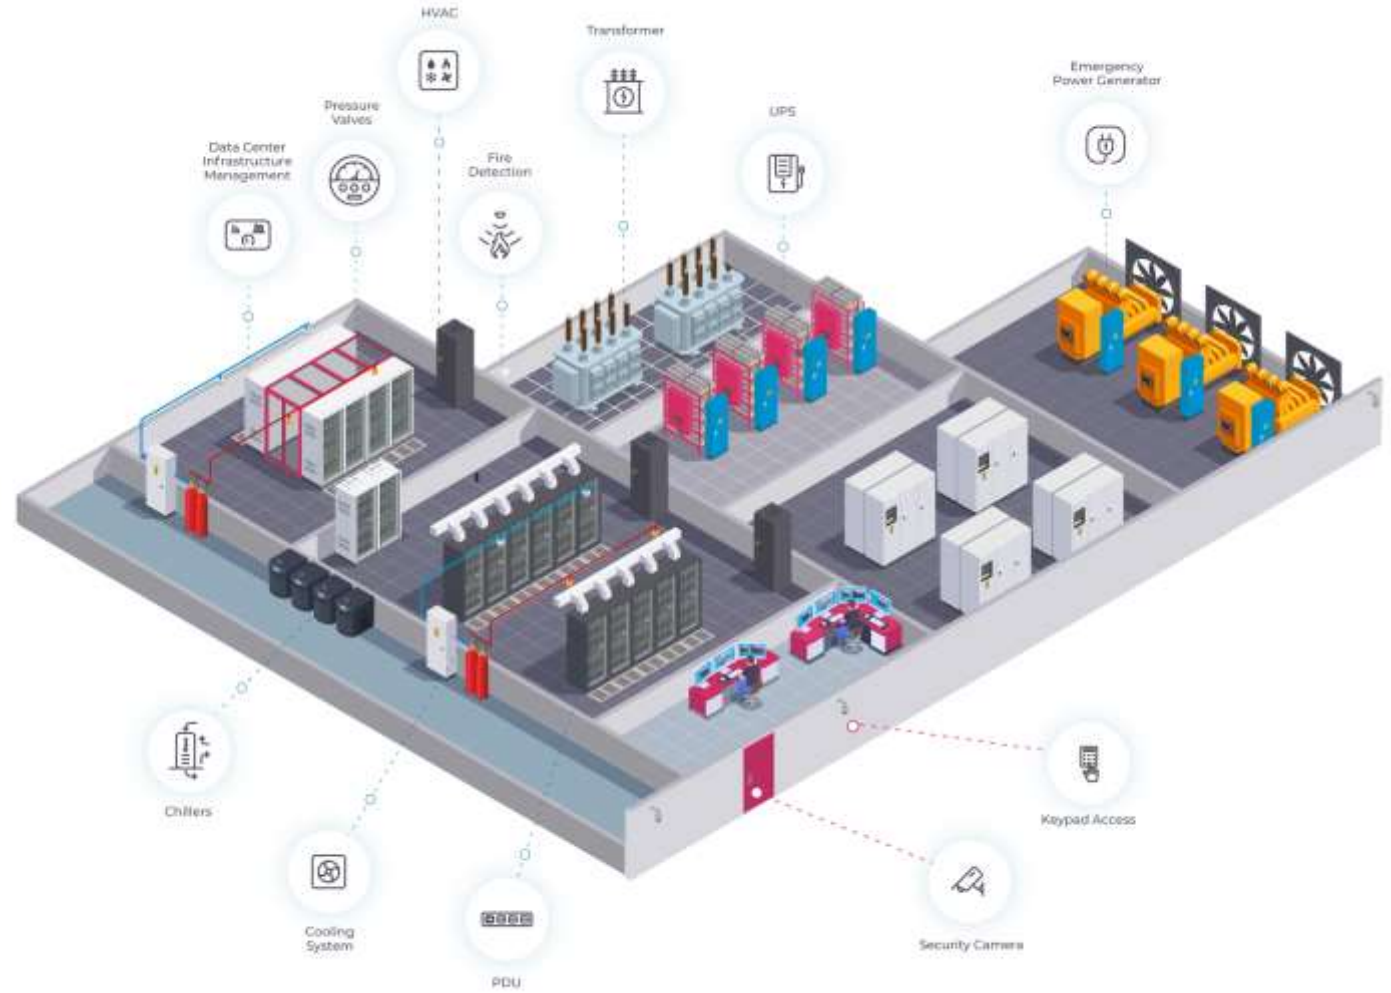 HVAC
Transformer
Emergency
Power Generator
Pressure
Valves
UPS
Data Center
Infrastructure
Management
Fire
Detection
Chillers
Keypad Access
Cooling
System
Security Camera
PDU